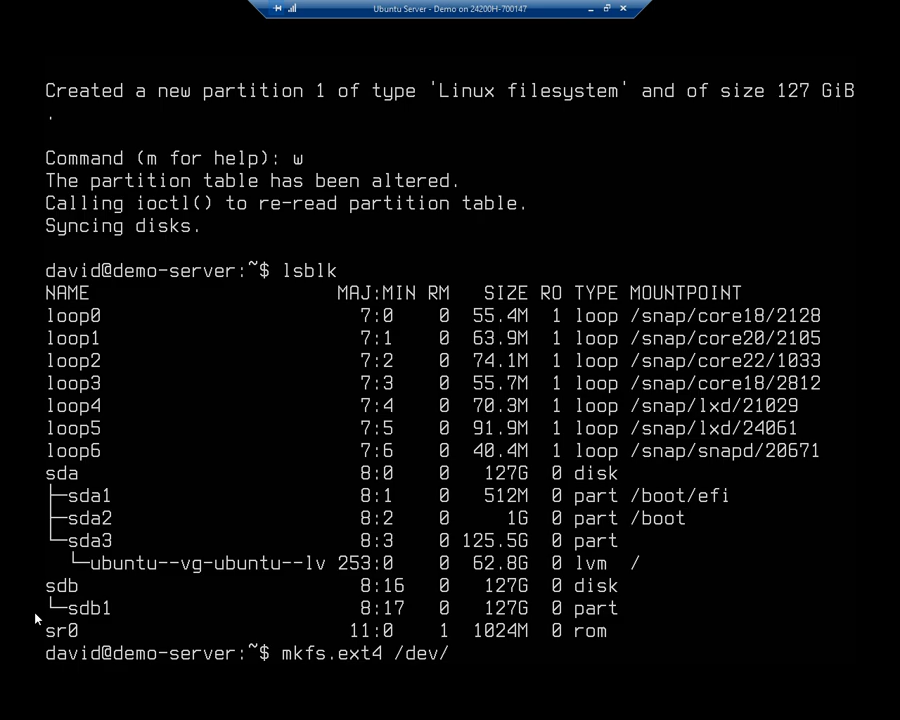 Ubuntu Server - Demo on 24200H-700147
Created a new partition 1 of type 'Linux filesystem' and of size 127 GiB
.
Command (m for help): w
The partition table has been altered.
Calling ioctl() to re-read partition table.
Syncing disks.
david@demo-server:~$ lsblk
NAME                      MAJ:MIN RM   SIZE RO TYPE MOUNTPOINT
loop0                       7:0    0  55.4M  1 loop /snap/core18/2128
loop1                       7:1    0  63.9M  1 loop /snap/core20/2105
loop2                       7:2    0  74.1M  1 loop /snap/core22/1033
loop3                       7:3    0  55.7M  1 loop /snap/core18/2812
loop4                       7:4    0  70.3M  1 loop /snap/lxd/21029
loop5                       7:5    0  91.9M  1 loop /snap/lxd/24061
loop6                       7:6    0  40.4M  1 loop /snap/snapd/20671
sda                         8:0    0   127G  0 disk
├─sda1                      8:1    0   512M  0 part /boot/efi
├─sda2                      8:2    0     1G  0 part /boot
└─sda3                      8:3    0 125.5G  0 part
  └─ubuntu--vg-ubuntu--lv 253:0    0  62.8G  0 lvm  /
sdb                         8:16   0   127G  0 disk
└─sdb1                      8:17   0   127G  0 part
sr0                        11:0    1  1024M  0 rom
david@demo-server:~$ mkfs.ext4 /dev/